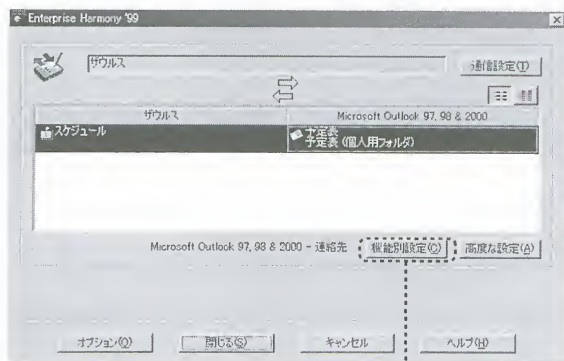 Enterprise Harmony '99
ザウルス
通信設定(T)
ザウルス Microsoft Outlook 97, 98 & 2000
スケジュール 予定表
予定表 (個人用フォルダ)
Microsoft Outlook 97, 98 & 2000 - 連絡先 機能別設定(C) 高度な設定(A)
オプション(O) 閉じる(S) キャンセル ヘルプ(H)